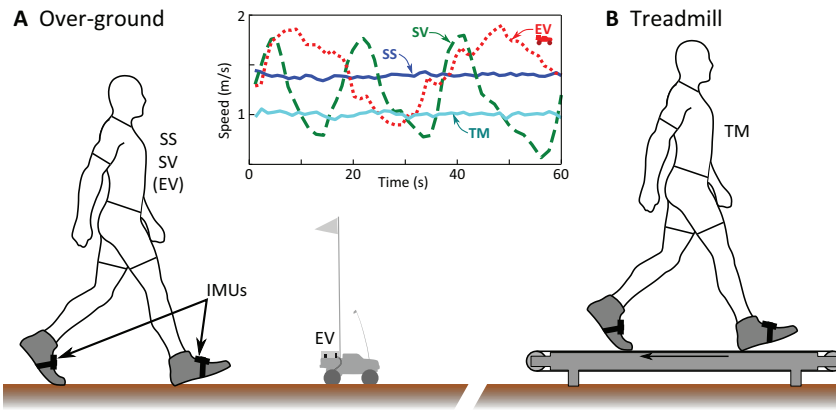 A Over-ground
B Treadmill
2
1
Speed (m/s)
0
20
40
60
Time (s)
SS
SV
EV
TM
SS
SV
(EV)
IMUs
EV
TM